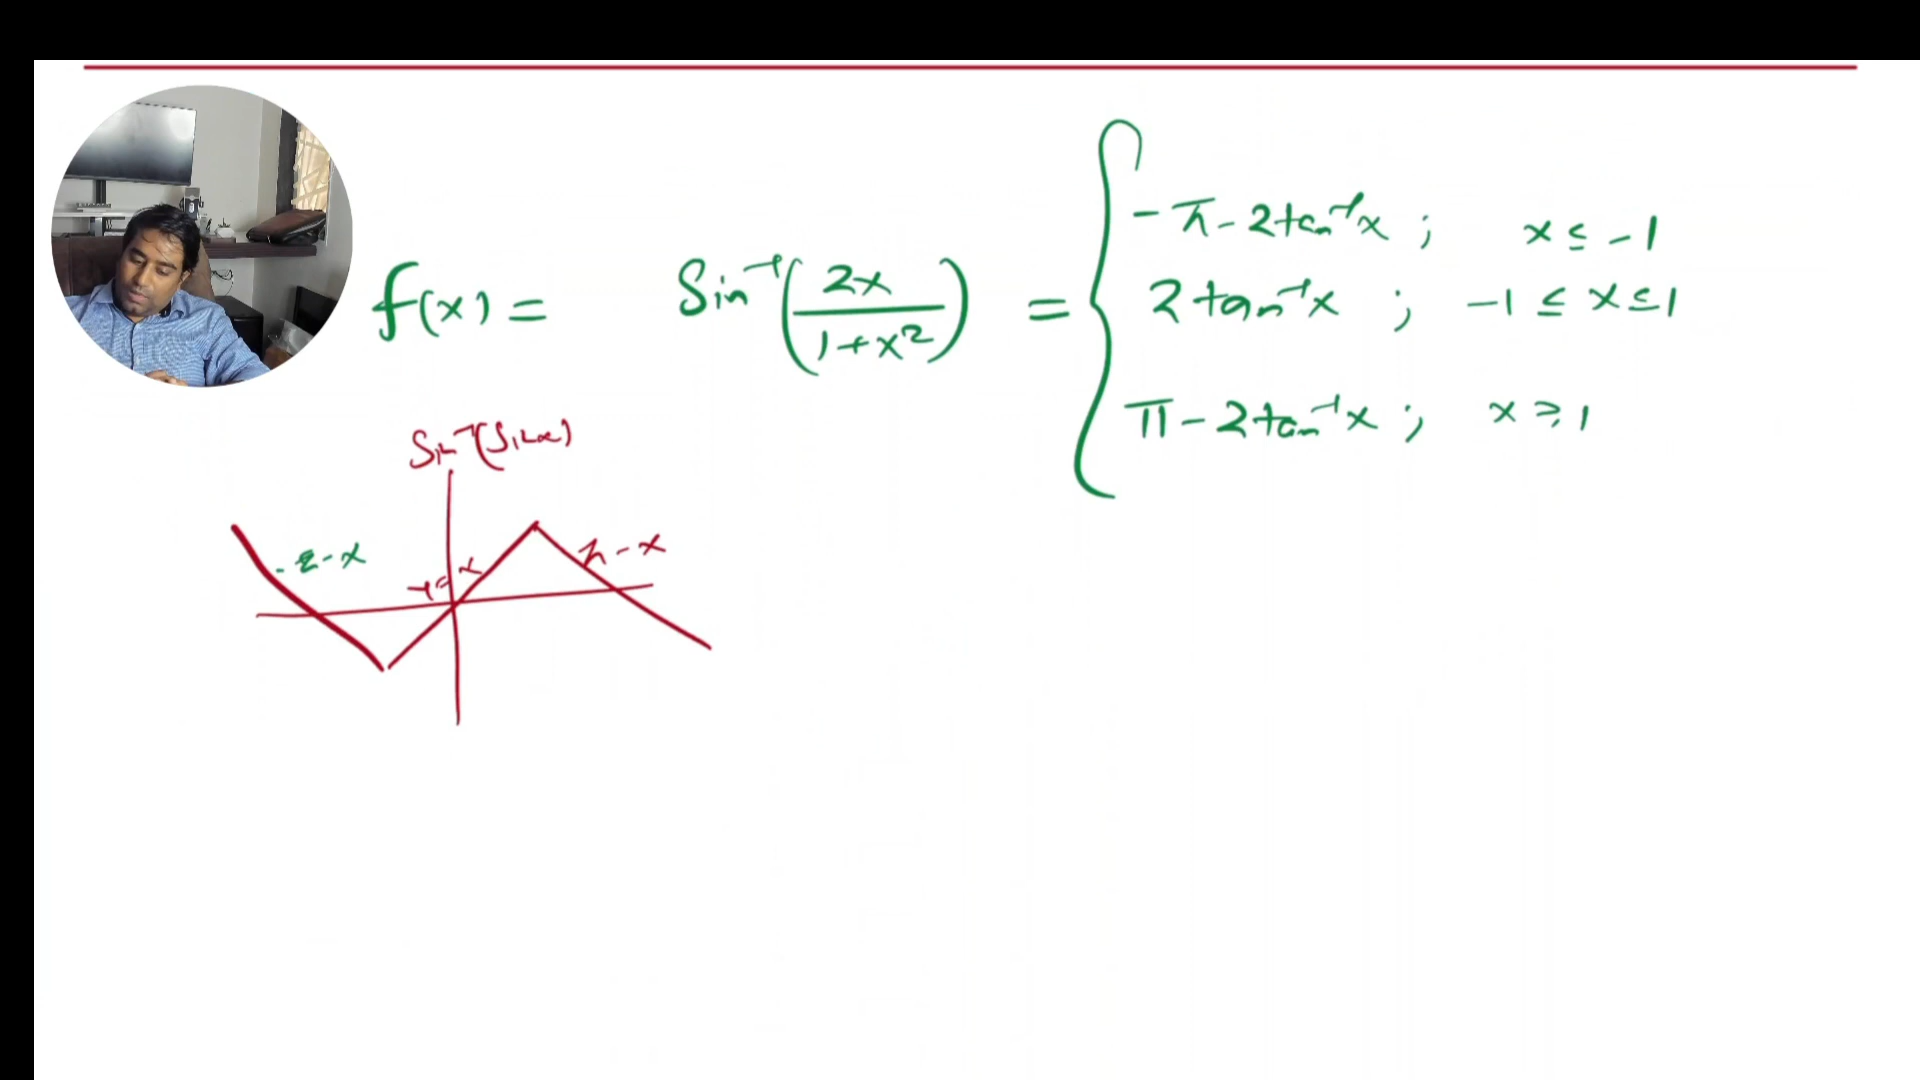 f(x) = Sin⁻¹(2x/(1+x²)) = {
-π-2tan⁻¹x ; x ≤ -1
2tan⁻¹x ; -1 ≤ x ≤ 1
π-2tan⁻¹x ; x ≥ 1
Sin⁻¹(Sinx)
-π-x
y=x
π-x